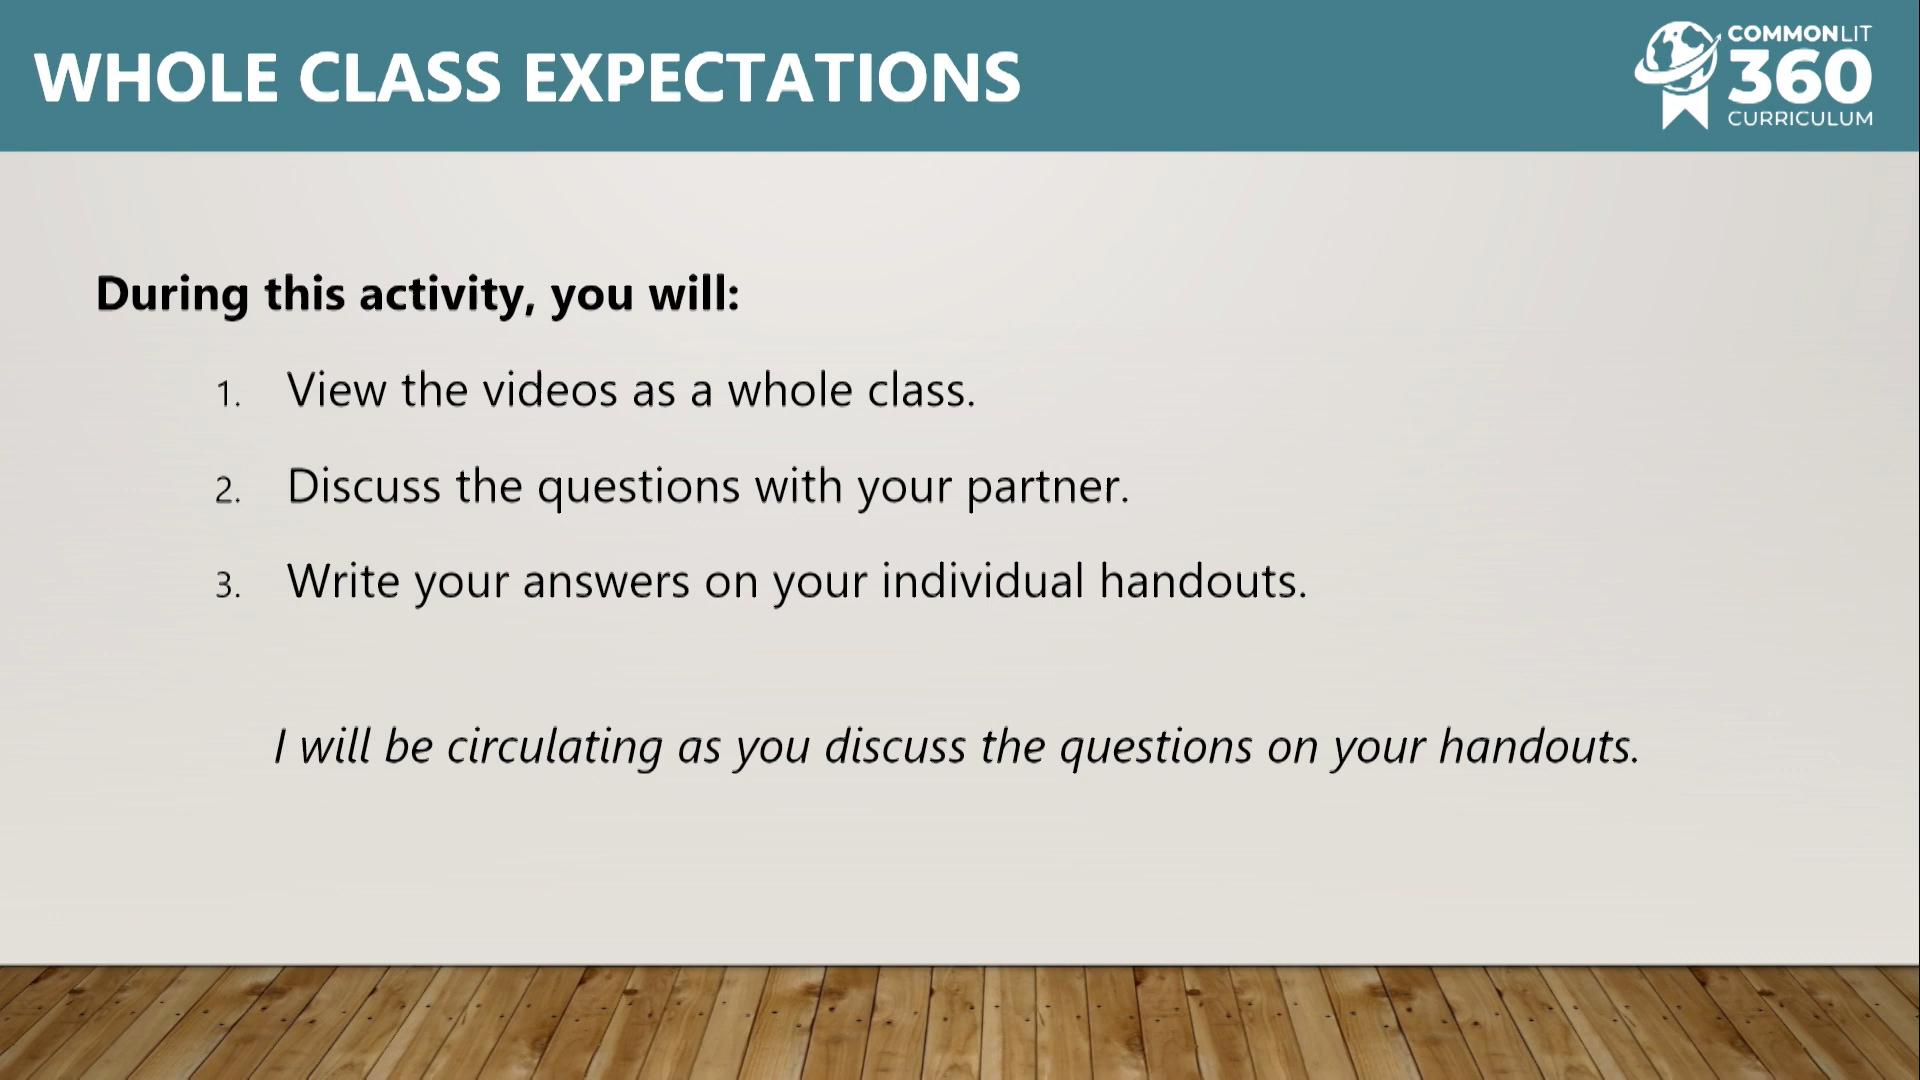 WHOLE CLASS EXPECTATIONS
COMMONLIT
360
CURRICULUM
During this activity, you will:
1. View the videos as a whole class.
2. Discuss the questions with your partner.
3. Write your answers on your individual handouts.
I will be circulating as you discuss the questions on your handouts.